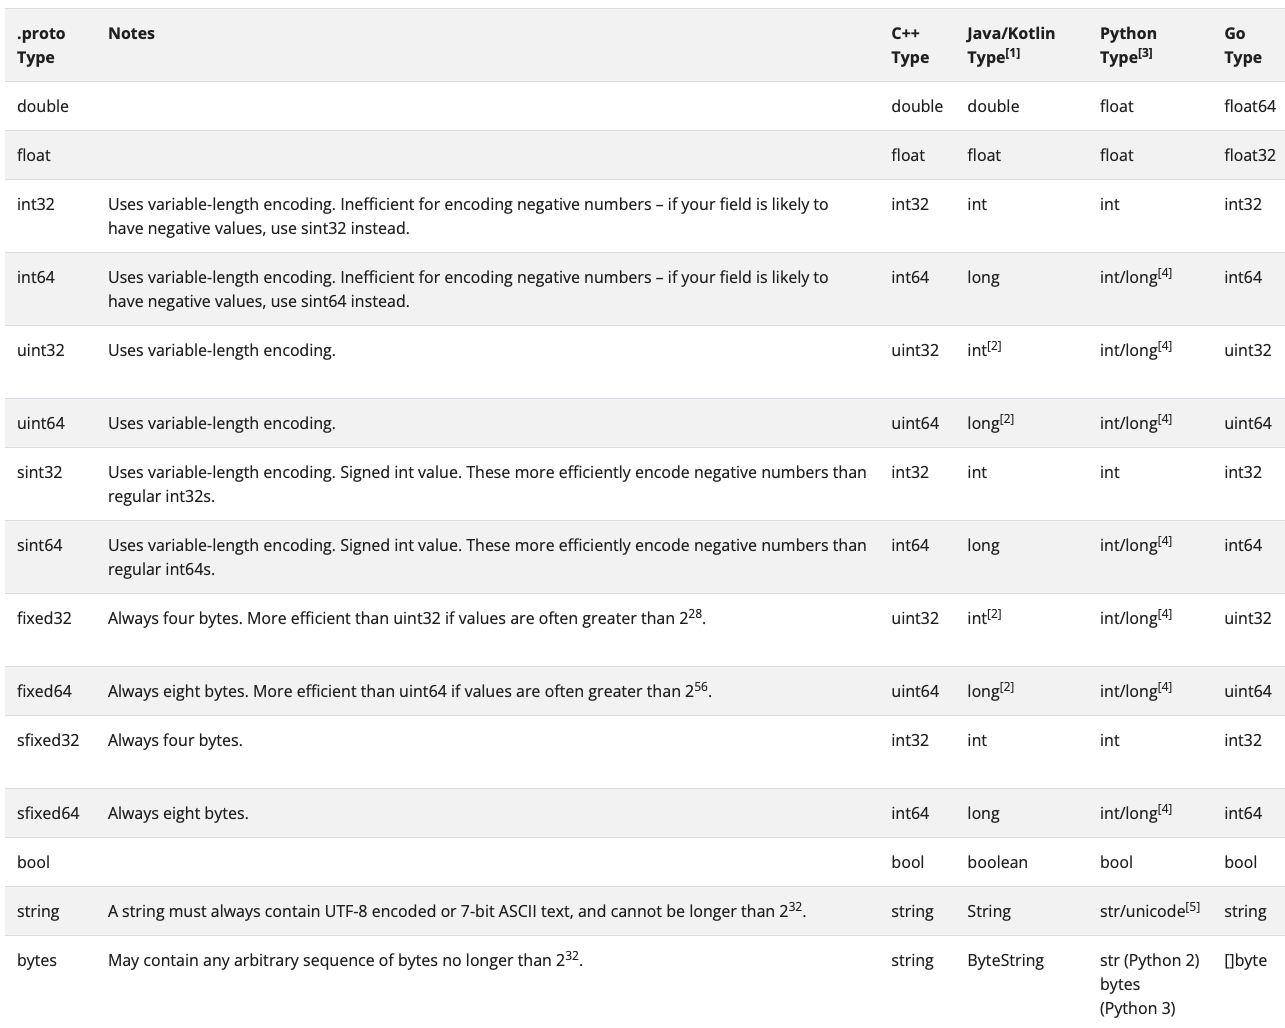 .proto Type Notes C++ Type Java/Kotlin Type[1] Python Type[3] Go Type
double double double float float64
float float float float float32
int32 Uses variable-length encoding. Inefficient for encoding negative numbers – if your field is likely to int32 int int int32
have negative values, use sint32 instead.
int64 Uses variable-length encoding. Inefficient for encoding negative numbers – if your field is likely to int64 long int/long[4] int64
have negative values, use sint64 instead.
uint32 Uses variable-length encoding. uint32 int[2] int/long[4] uint32
uint64 Uses variable-length encoding. uint64 long[2] int/long[4] uint64
sint32 Uses variable-length encoding. Signed int value. These more efficiently encode negative numbers than int32 int int int32
regular int32s.
sint64 Uses variable-length encoding. Signed int value. These more efficiently encode negative numbers than int64 long int/long[4] int64
regular int64s.
fixed32 Always four bytes. More efficient than uint32 if values are often greater than 2²⁸. uint32 int[2] int/long[4] uint32
fixed64 Always eight bytes. More efficient than uint64 if values are often greater than 2⁵⁶. uint64 long[2] int/long[4] uint64
sfixed32 Always four bytes. int32 int int int32
sfixed64 Always eight bytes. int64 long int/long[4] int64
bool bool boolean bool bool
string A string must always contain UTF-8 encoded or 7-bit ASCII text, and cannot be longer than 2³². string String str/unicode[5] string
bytes May contain any arbitrary sequence of bytes no longer than 2³². string ByteString str (Python 2) []byte
bytes
(Python 3)